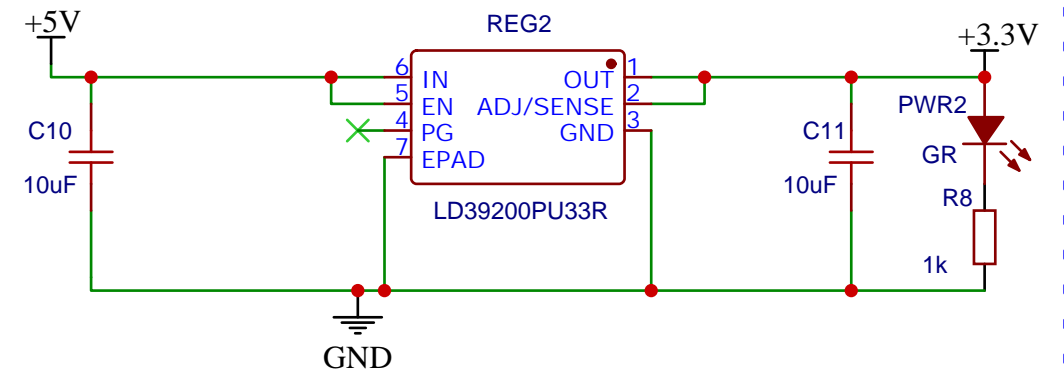 +5V
REG2
+3.3V
6 IN OUT 1
5 EN ADJ/SENSE 2
4 PG GND 3
7 EPAD
C10
10uF
C11
10uF
PWR2
GR
R8
1k
LD39200PU33R
GND